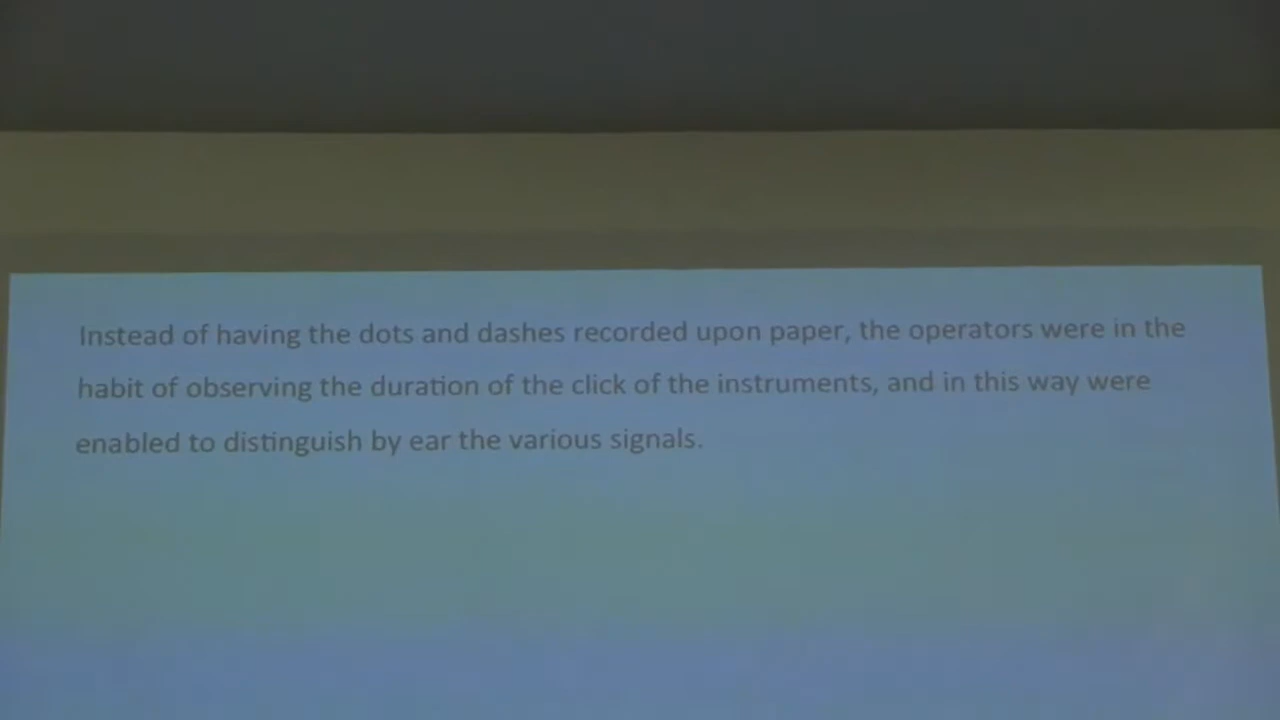 Instead of having the dots and dashes recorded upon paper, the operators were in the
habit of observing the duration of the click of the instruments, and in this way were
enabled to distinguish by ear the various signals.